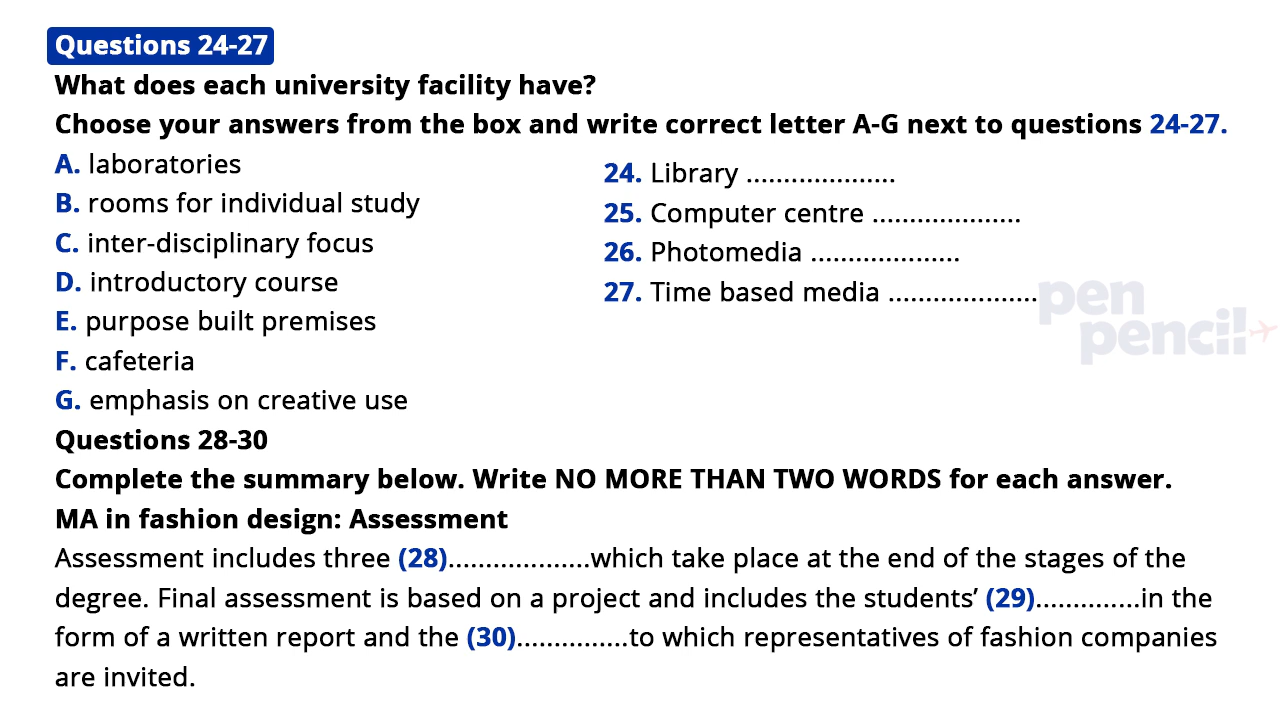 Questions 24-27
What does each university facility have?
Choose your answers from the box and write correct letter A-G next to questions 24-27.
A. laboratories
B. rooms for individual study
C. inter-disciplinary focus
D. introductory course
E. purpose built premises
F. cafeteria
G. emphasis on creative use
24. Library ....................
25. Computer centre ....................
26. Photomedia ....................
27. Time based media ....................
pen
pencil
Questions 28-30
Complete the summary below. Write NO MORE THAN TWO WORDS for each answer.
MA in fashion design: Assessment
Assessment includes three (28)...................which take place at the end of the stages of the
degree. Final assessment is based on a project and includes the students’ (29)..............in the
form of a written report and the (30)...............to which representatives of fashion companies
are invited.